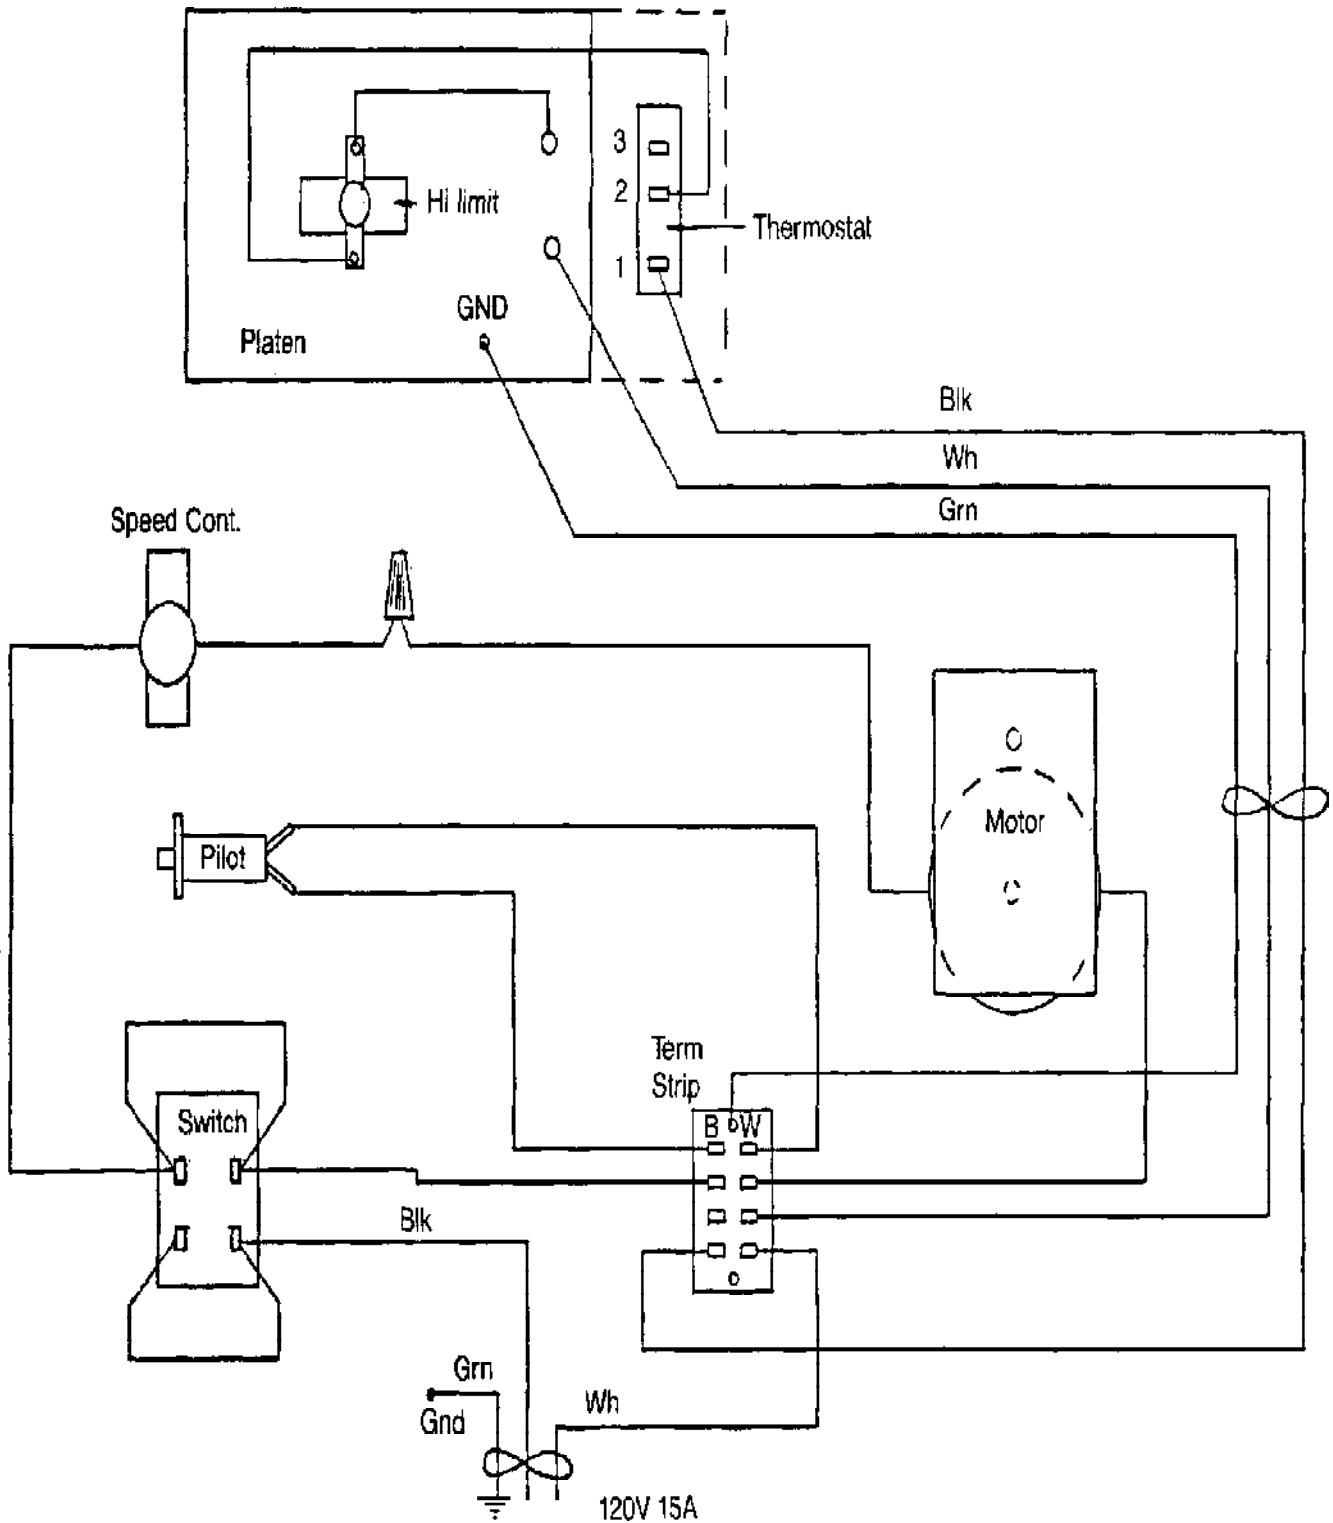 3
2
Hi limit
Thermostat
1
GND
Platen
Blk
Wh
Grn
Speed Cont.
Motor
Pilot
Term
Strip
B W
Switch
Blk
Grn
Gnd
Wh
120V 15A